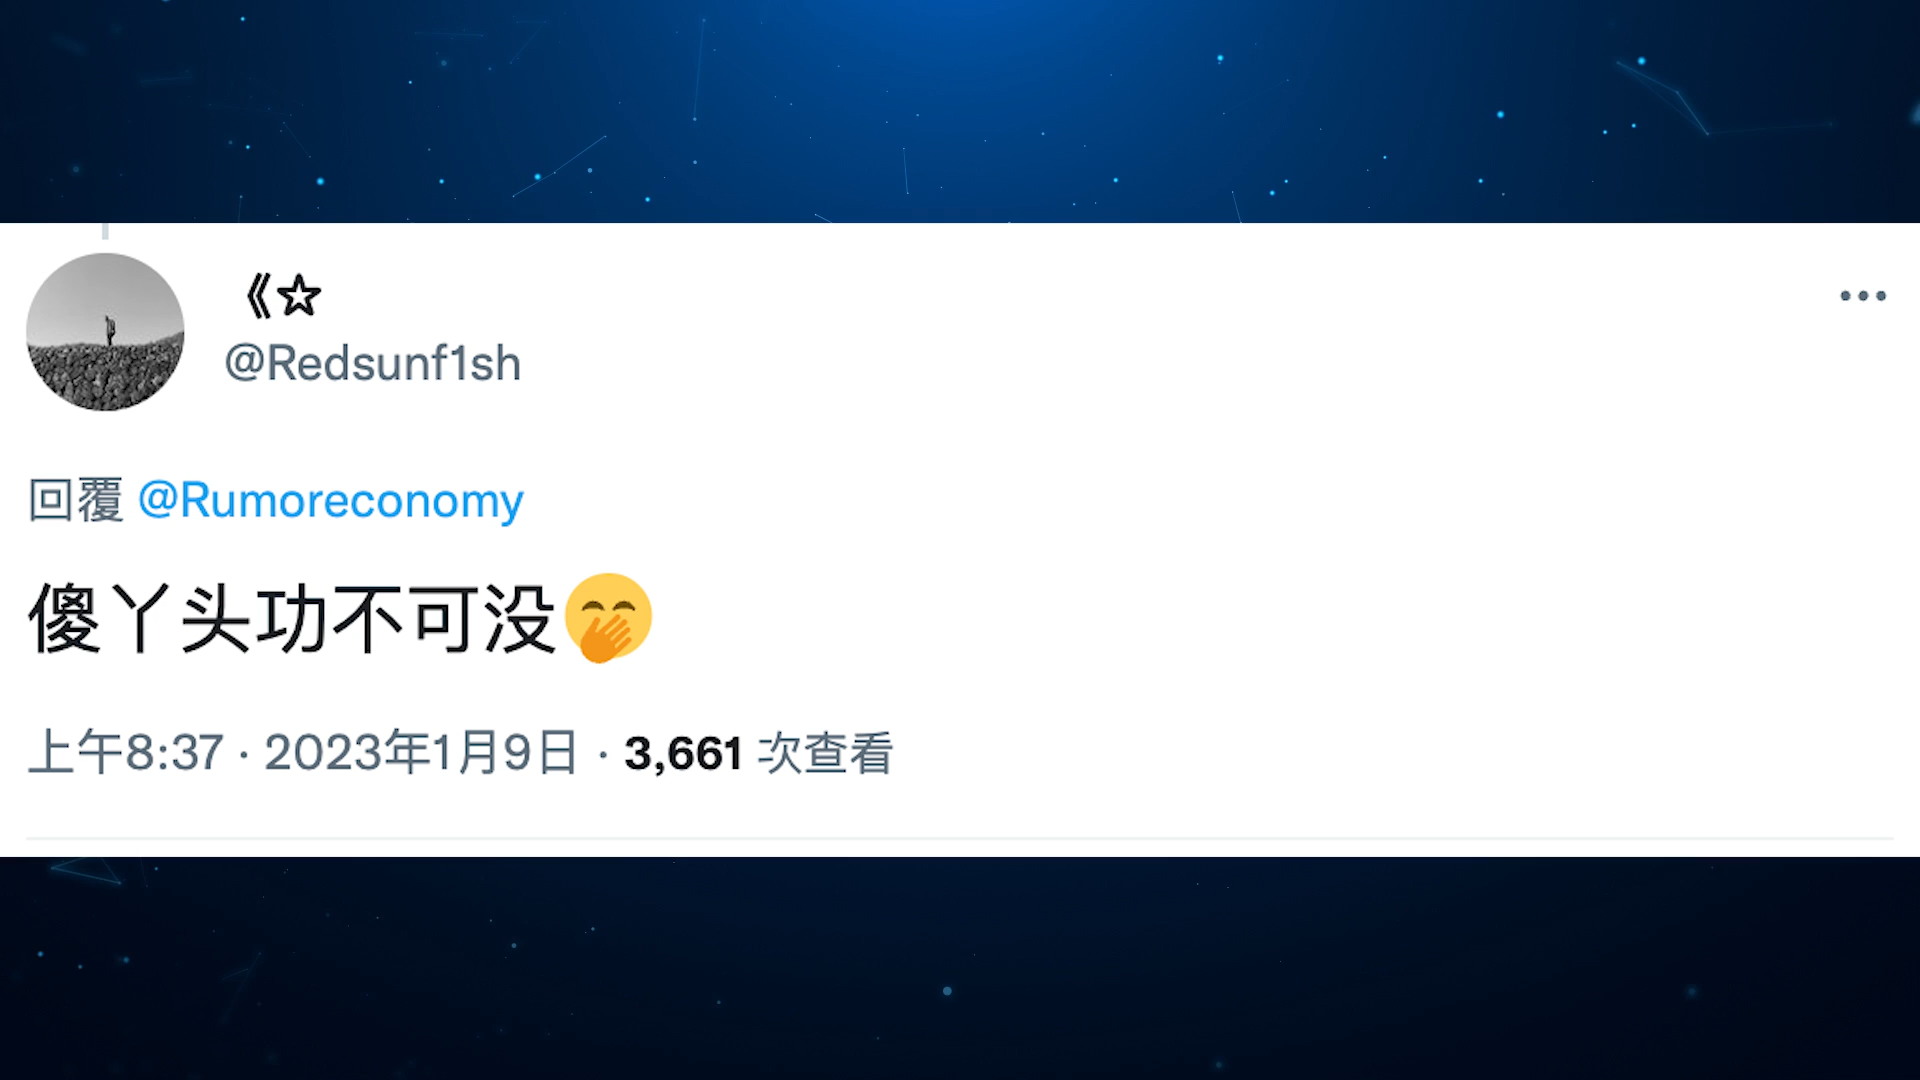 《☆
@Redsunf1sh
回覆 @Rumoreconomy
傻丫头功不可没🤭
上午8:37 · 2023年1月9日 · 3,661 次查看